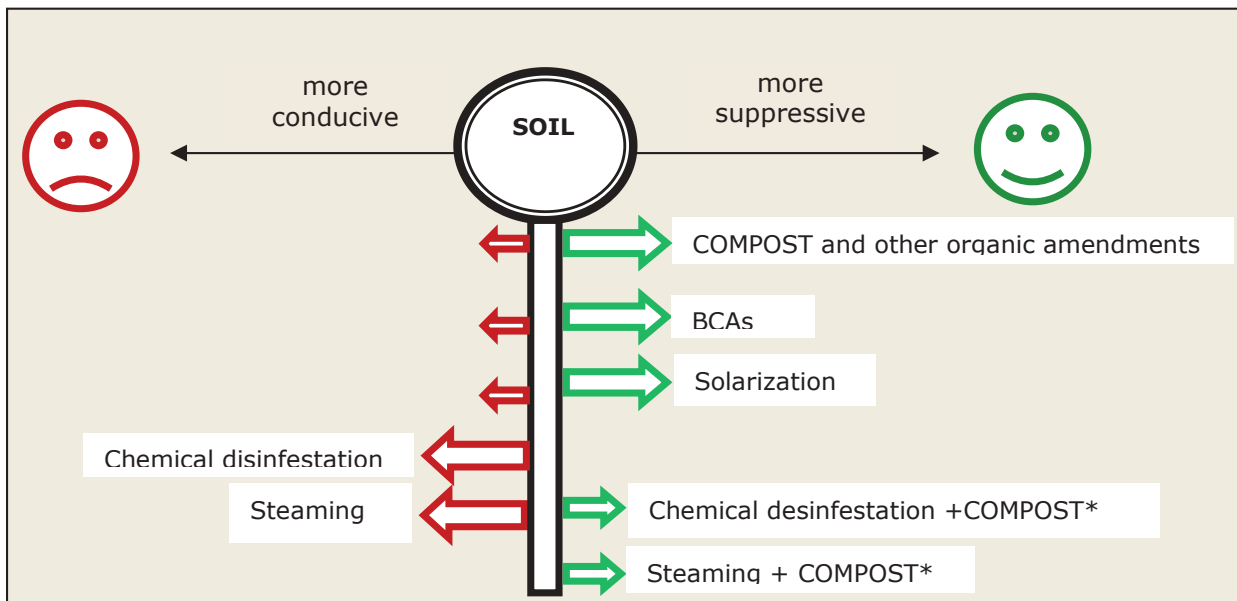 more
conducive
SOIL
more
suppressive
COMPOST and other organic amendments
BCAs
Solarization
Chemical disinfestation
Steaming
Chemical desinfestation +COMPOST*
Steaming + COMPOST*